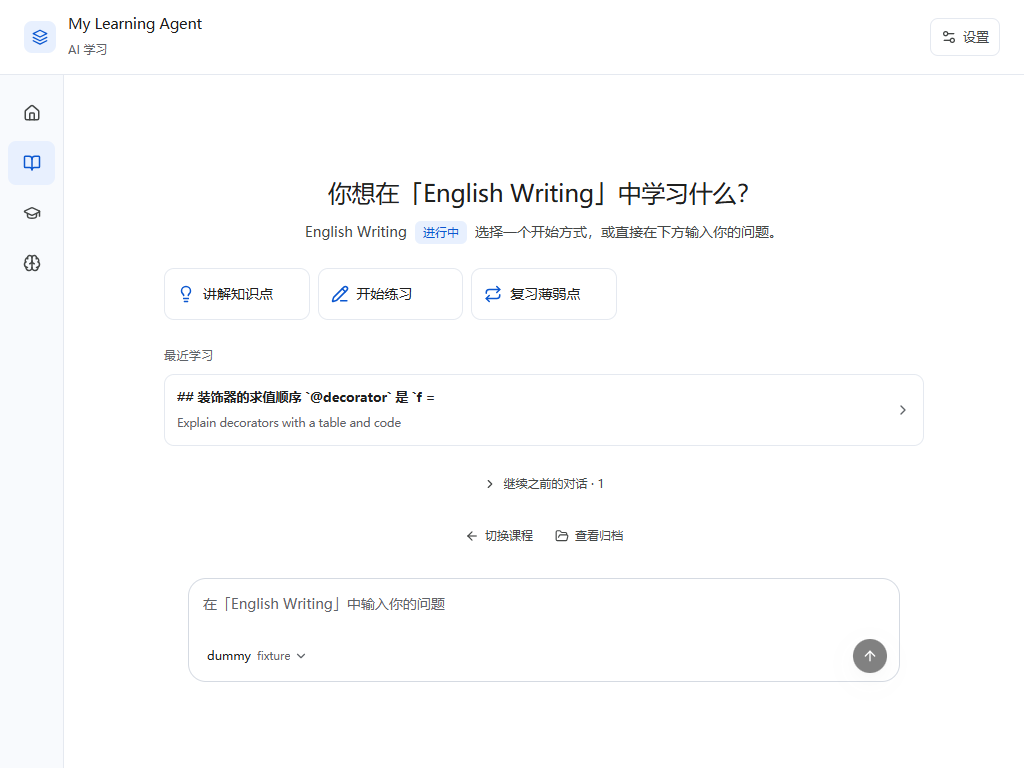 My Learning Agent
AI 学习
设置
你想在「English Writing」中学习什么？
English Writing 进行中 选择一个开始方式，或直接在下方输入你的问题。
讲解知识点 开始练习 复习薄弱点
最近学习
## 装饰器的求值顺序 `@decorator` 是 `f =
Explain decorators with a table and code
继续之前的对话 · 1
切换课程 查看归档
在「English Writing」中输入你的问题
dummy fixture